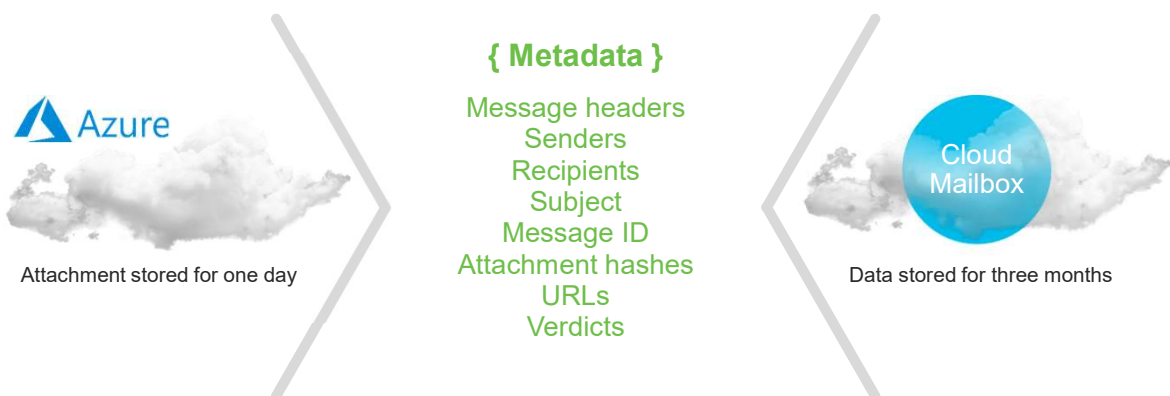 Azure
Attachment stored for one day
{ Metadata }
Message headers
Senders
Recipients
Subject
Message ID
Attachment hashes
URLs
Verdicts
Cloud
Mailbox
Data stored for three months